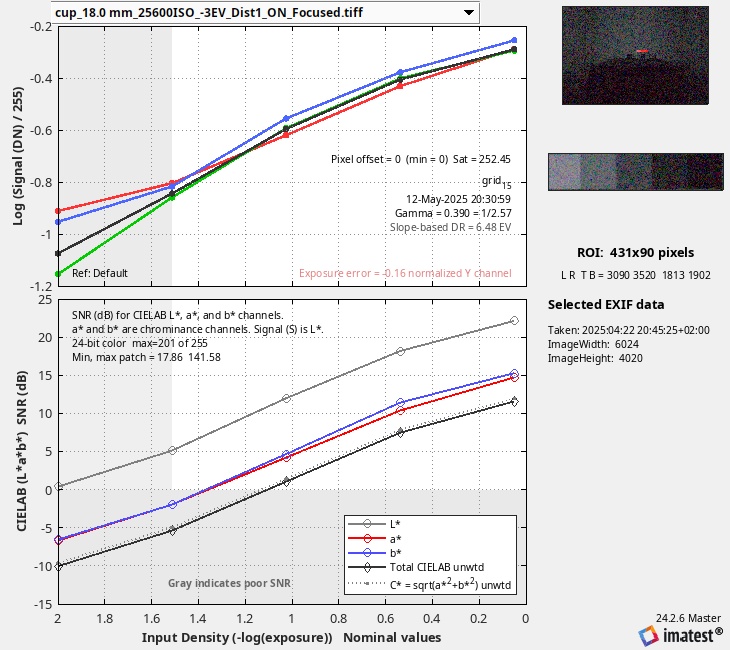 cup_18.0 mm_25600ISO_-3EV_Dist1_ON_Focused.tiff
Log (Signal (DN) / 255)
-0.2
-0.4
-0.6
-0.8
-1
-1.2
Pixel offset = 0 (min = 0) Sat = 252.45
grid_15
12-May-2025 20:30:59
Gamma = 0.390 = 1/2.57
Slope-based DR = 6.48 EV
Ref: Default
Exposure error = -0.16 normalized Y channel
CIELAB (L*a*b*) SNR (dB)
25
20
15
10
5
0
-5
-10
-15
SNR (dB) for CIELAB L*, a*, and b* channels.
a* and b* are chrominance channels. Signal (S) is L*.
24-bit color max=201 of 255
Min, max patch = 17.86 141.58
L*
a*
b*
Total CIELAB unwtd
C* = sqrt(a*2+b*2) unwtd
Gray indicates poor SNR
2 1.8 1.6 1.4 1.2 1 0.8 0.6 0.4 0.2 0
Input Density (-log(exposure)) Nominal values
ROI: 431x90 pixels
L R T B = 3090 3520 1813 1902
Selected EXIF data
Taken: 2025:04:22 20:45:25+02:00
ImageWidth: 6024
ImageHeight: 4020
24.2.6 Master
imatest®